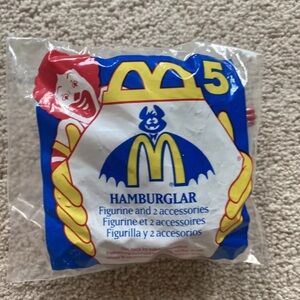 5
HAMBURGLAR
Figurine and 2 accessories
Figurine et 2 accessoires
Figurilla y 2 accesorios